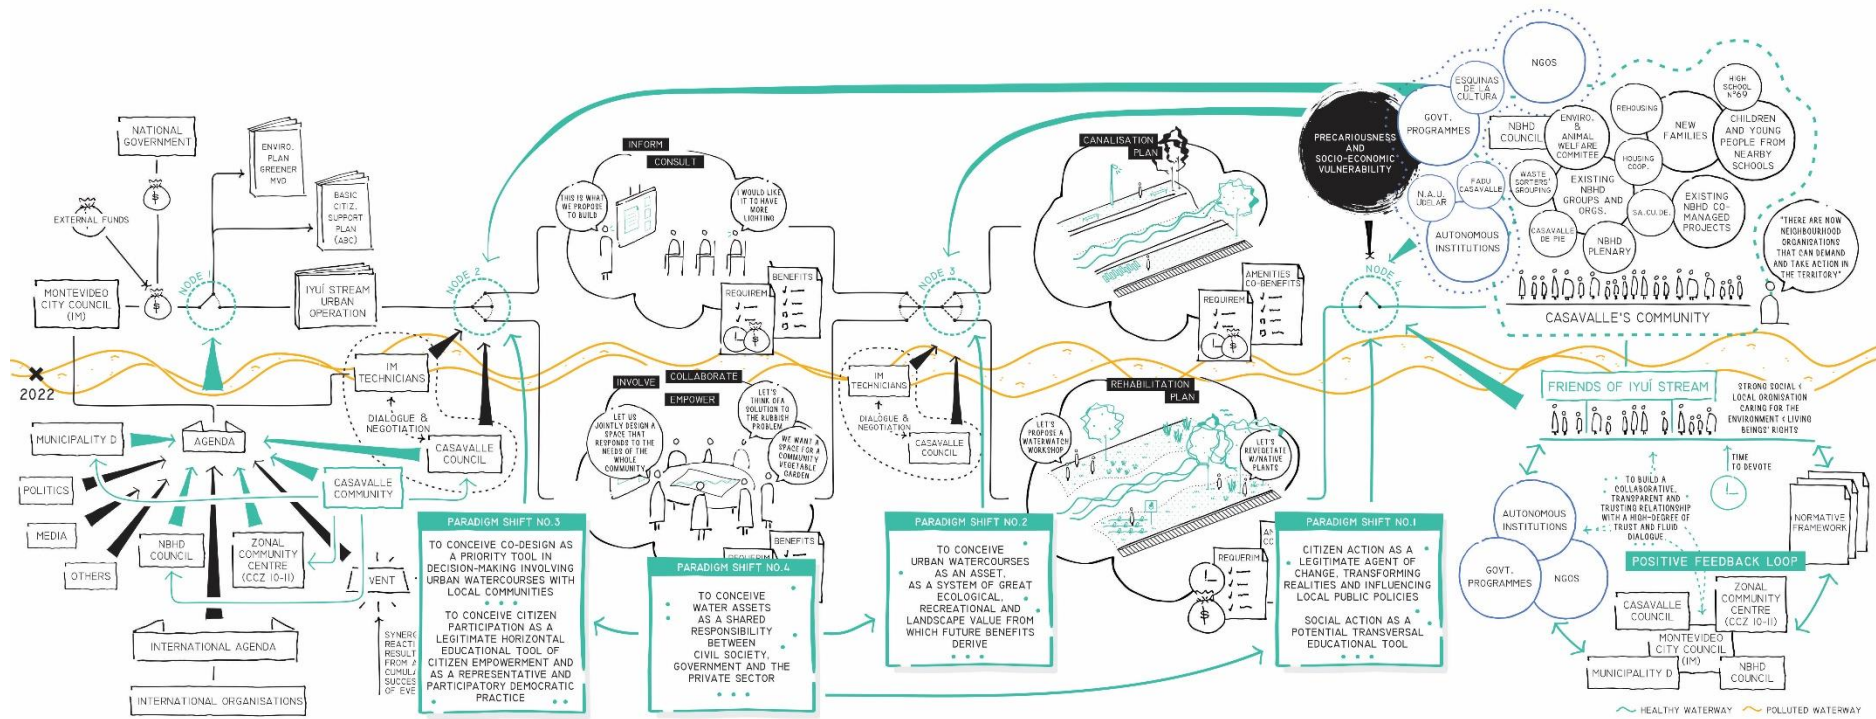 NATIONAL
GOVERNMENT
EXTERNAL FUNDS
ENVIRO.
PLAN
GREENER
MVD
BASIC
CITIZ.
SUPPORT
PLAN
(ABC)
MONTEVIDEO
CITY COUNCIL
(IM)
NODE 1
IYUÍ STREAM
URBAN
OPERATION
2022
MUNICIPALITY D
AGENDA
POLITICS
MEDIA
OTHERS
NBHD
COUNCIL
ZONAL
COMMUNITY
CENTRE
(CCZ 10-11)
CASAVALLE
COMMUNITY
VENT
INTERNATIONAL AGENDA
INTERNATIONAL ORGANISATIONS
IM
TECHNICIANS
DIALOGUE &
NEGOTIATION
CASAVALLE
COUNCIL
NODE 2
INFORM
CONSULT
THIS IS WHAT
WE PROPOSE
TO BUILD
I WOULD LIKE
IT TO HAVE
MORE
LIGHTING
BENEFITS
REQUIREM
INVOLVE
COLLABORATE
EMPOWER
LET US
JOINTLY DESIGN A
SPACE THAT
RESPONDS TO THE
NEEDS OF THE
WHOLE
COMMUNITY
LET'S
THINK OF A
SOLUTION TO
THE RUBBISH
PROBLEM
WE WANT A
SPACE FOR A
COMMUNITY
VEGETABLE
GARDEN
BENEFITS
PARADIGM SHIFT NO.3
TO CONCEIVE CO-DESIGN AS
A PRIORITY TOOL IN
DECISION-MAKING INVOLVING
URBAN WATERCOURSES WITH
LOCAL COMMUNITIES
TO CONCEIVE CITIZEN
PARTICIPATION AS A
LEGITIMATE HORIZONTAL
EDUCATIONAL TOOL OF
CITIZEN EMPOWERMENT AND
AS A REPRESENTATIVE AND
PARTICIPATORY DEMOCRATIC
PRACTICE
PARADIGM SHIFT NO.4
TO CONCEIVE
WATER ASSETS
AS A SHARED
RESPONSIBILITY
BETWEEN
CIVIL SOCIETY,
GOVERNMENT AND THE
PRIVATE SECTOR
NODE 3
IM
TECHNICIANS
DIALOGUE &
NEGOTIATION
CASAVALLE
COUNCIL
PARADIGM SHIFT NO.2
TO CONCEIVE
URBAN WATERCOURSES
AS AN ASSET,
AS A SYSTEM OF GREAT
ECOLOGICAL,
RECREATIONAL AND
LANDSCAPE VALUE FROM
WHICH FUTURE BENEFITS
DERIVE
CANALISATION
PLAN
AMENITIES
CO-BENEFITS
REQUIREM
REHABILITATION
PLAN
LET'S
PROPOSE A
WATERWATCH
WORKSHOP
LET'S
REVEGETATE
W/NATIVE
PLANTS
REQUERIM
PARADIGM SHIFT NO.1
CITIZEN ACTION AS A
LEGITIMATE AGENT OF
CHANGE, TRANSFORMING
REALITIES AND INFLUENCING
LOCAL PUBLIC POLICIES
SOCIAL ACTION AS A
POTENTIAL TRANSVERSAL
EDUCATIONAL TOOL
PRECARIOUSNESS
AND
SOCIO-ECONOMIC
VULNERABILITY
NODE 4
NGOS
ESQUINAS
DE LA
CULTURA
GOVT.
PROGRAMMES
N.A.U.
UDELAR
FADU
CASAVALLE
AUTONOMOUS
INSTITUTIONS
NBHD
COUNCIL
ENVIRO.
&
ANIMAL
WELFARE
COMMITEE
REHOUSING
NEW
FAMILIES
HIGH
SCHOOL
Nº69
CHILDREN
AND YOUNG
PEOPLE FROM
NEARBY
SCHOOLS
HOUSING
COOP.
WASTE
SORTERS'
GROUPING
EXISTING
NBHD
GROUPS AND
ORGS.
SA.CU.DE.
EXISTING
NBHD CO-
MANAGED
PROJECTS
CASAVALLE
DE PIE
NBHD
PLENARY
"THERE ARE NOW
NEIGHBOURHOOD
ORGANISATIONS
THAT CAN DEMAND
AND TAKE ACTION IN
THE TERRITORY"
CASAVALLE'S COMMUNITY
FRIENDS OF IYUÍ STREAM
STRONG SOCIAL &
LOCAL ORGNISATION
CARING FOR THE
ENVIRONMENT & LIVING
BEINGS' RIGHTS
TIME
TO DEVOTE
TO BUILD A
COLLABORATIVE,
TRANSPARENT AND
TRUSTING RELATIONSHIP
WITH A HIGH-DEGREE OF
TRUST AND FLUID
DIALOGUE
NORMATIVE
FRAMEWORK
AUTONOMOUS
INSTITUTIONS
GOVT.
PROGRAMMES
NGOS
POSITIVE FEEDBACK LOOP
CASAVALLE
COUNCIL
ZONAL
COMMUNITY
CENTRE
(CCZ 10-11)
MONTEVIDEO
CITY COUNCIL
(IM)
MUNICIPALITY D
NBHD
COUNCIL
HEALTHY WATERWAY
POLLUTED WATERWAY